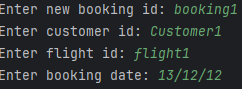 Enter new booking id: booking1
Enter customer id: Customer1
Enter flight id: flight1
Enter booking date: 13/12/12